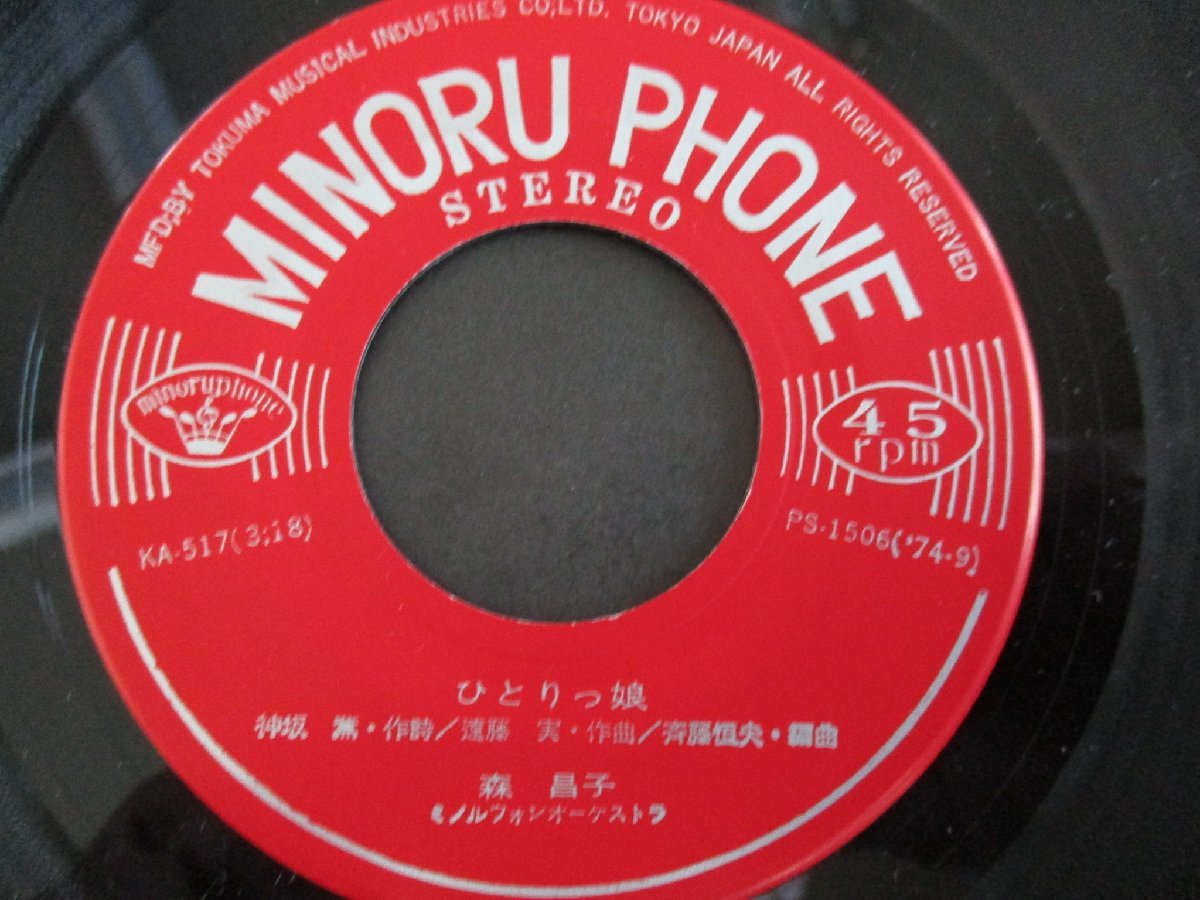 MF'D;BY TOKUMA MUSICAL INDUSTRIES CO;LTD. TOKYO JAPAN ALL RIGHTS RESERVED
MINORU PHONE
STEREO
minoruphone
45
rpm
KA-517(3;18)
PS-1506('74-9)
ひとりっ娘
神坂 薫・作詩/遠藤 実・作曲/斉藤恒夫・編曲
森 昌子
ミノルフォンオーケストラ